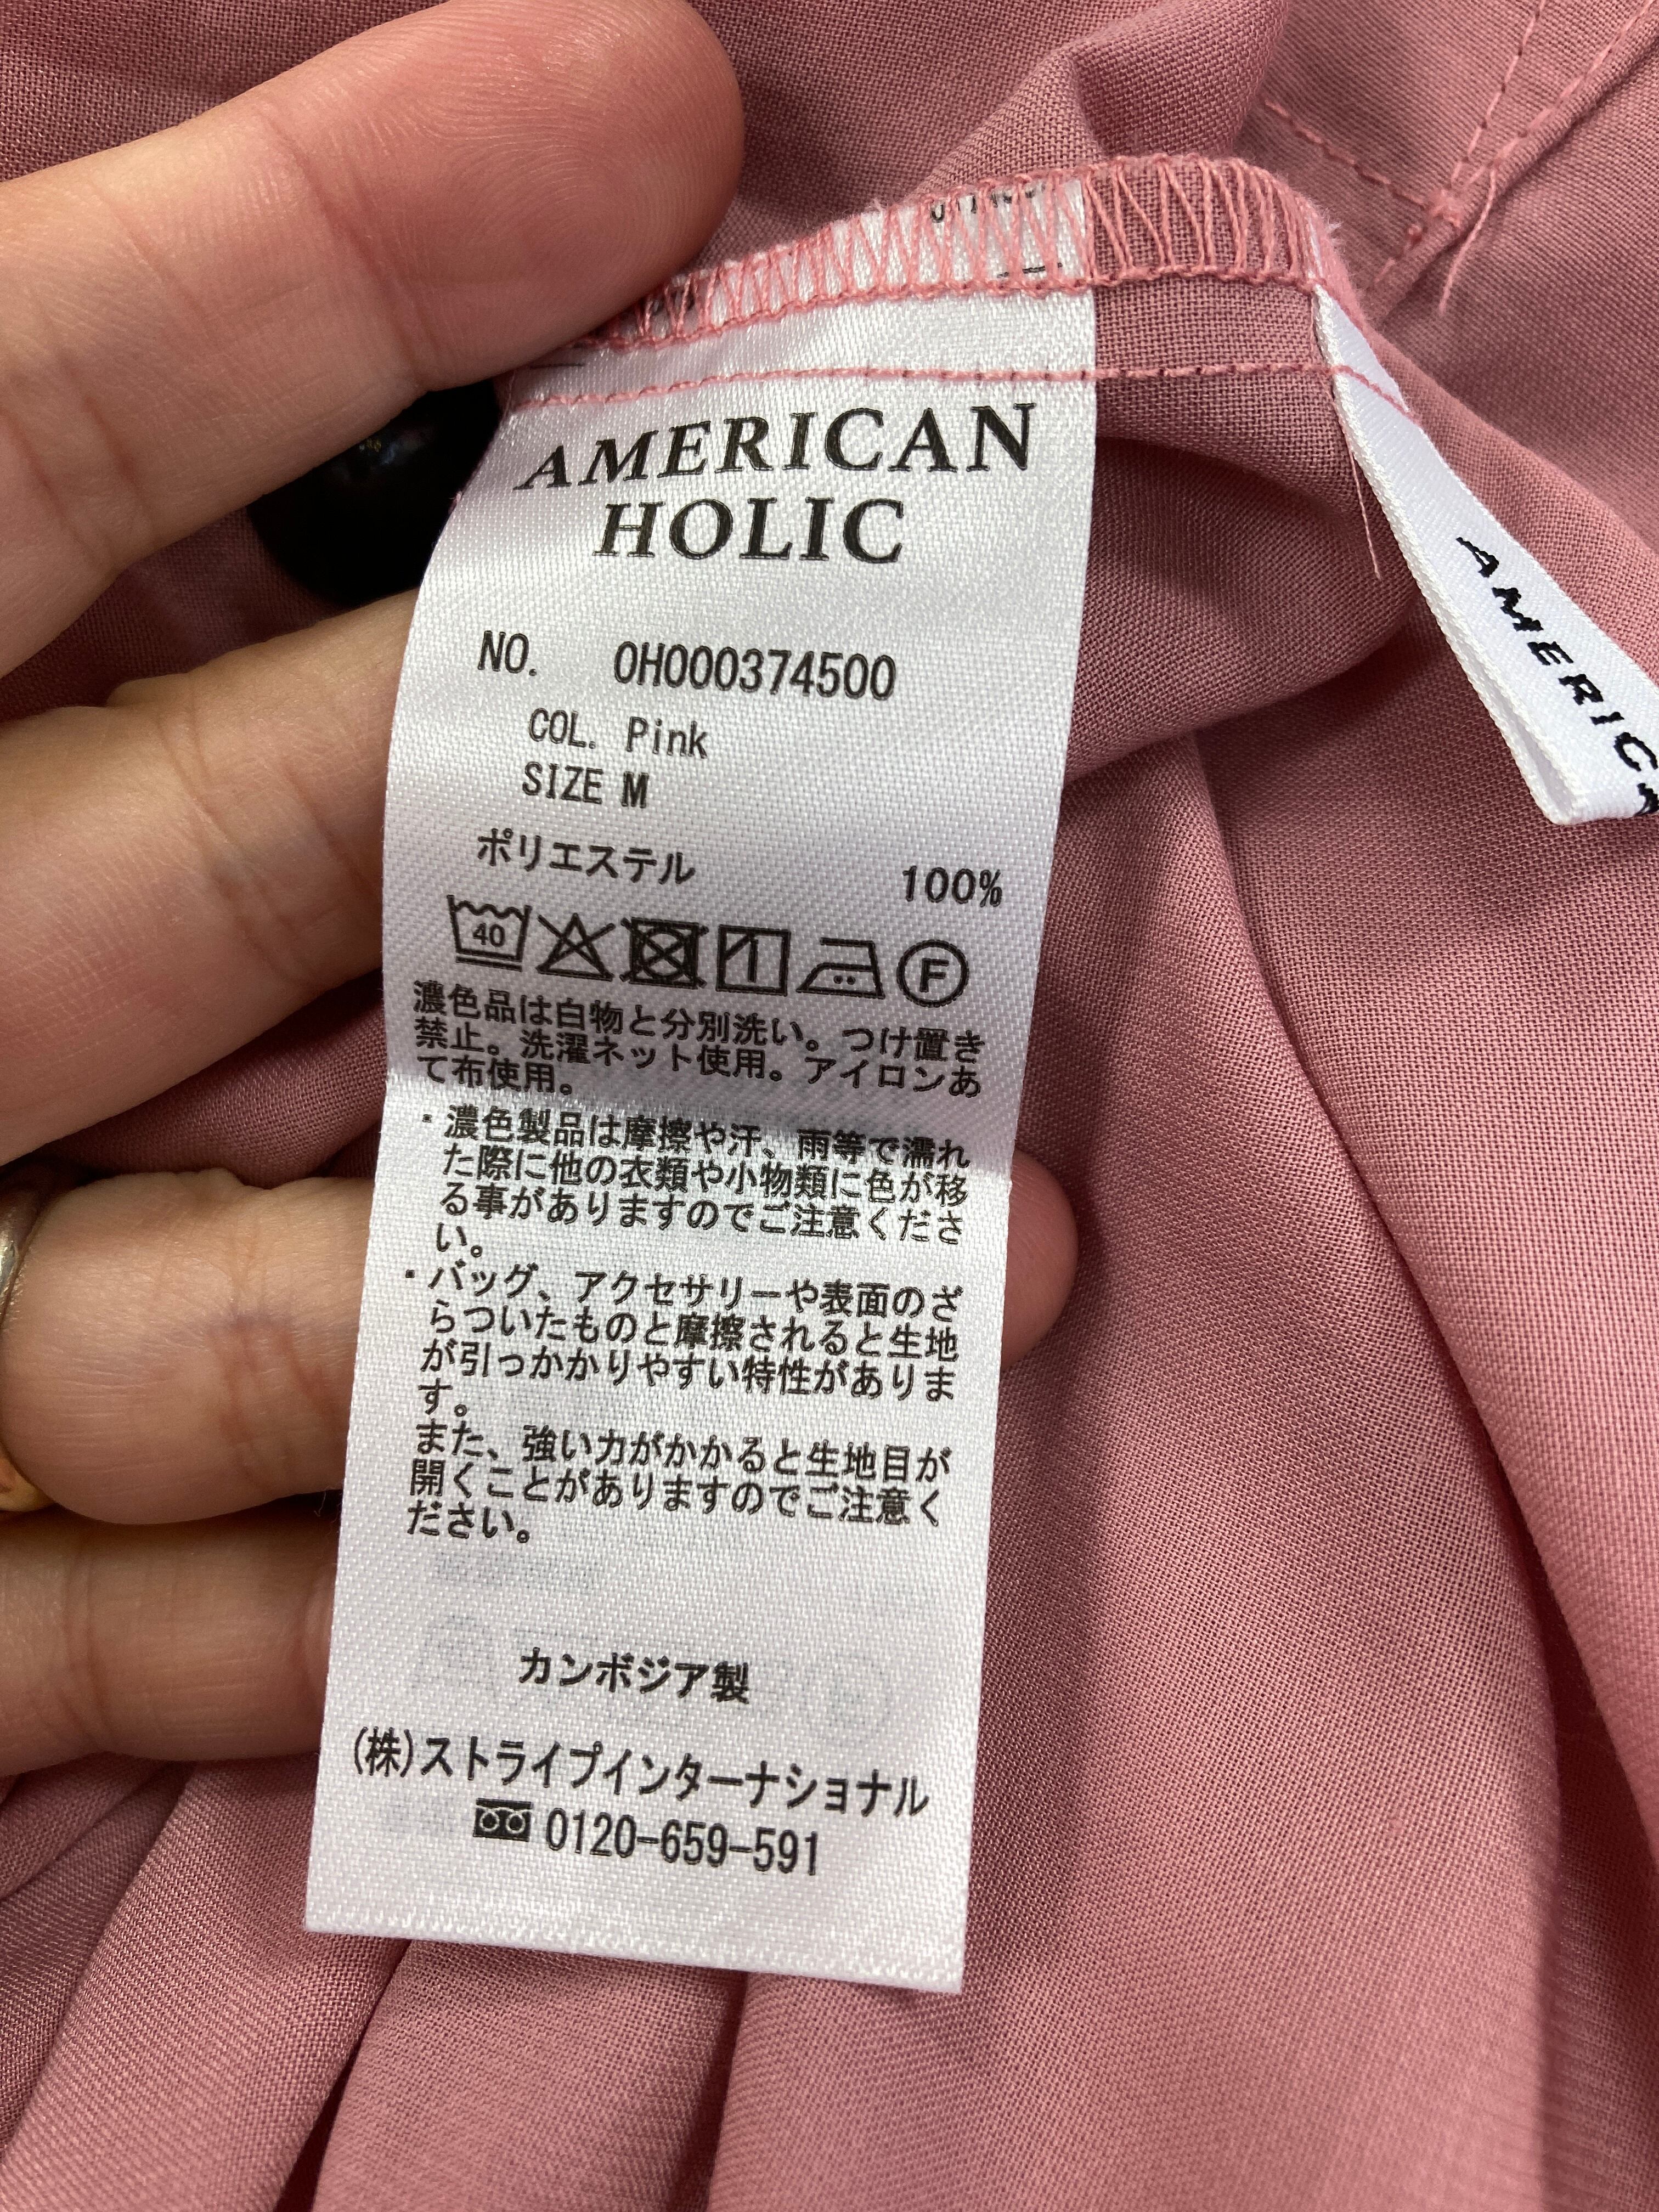 AMERICAN
HOLIC
NO. 0H000374500
COL. Pink
SIZE M
ポリエステル 100%
40 F
濃色品は白物と分別洗い。つけ置き
禁止。洗濯ネット使用。アイロンあ
て布使用。
・濃色製品は摩擦や汗、雨等で濡れ
た際に他の衣類や小物類に色が移
る事がありますのでご注意くださ
い。
・バッグ、アクセサリーや表面のざ
らついたものと摩擦されると生地
が引っかかりやすい特性がありま
す。
また、強い力がかかると生地目が
開くことがありますのでご注意く
ださい。
カンボジア製
(株)ストライプインターナショナル
0120-659-591
AMERICA